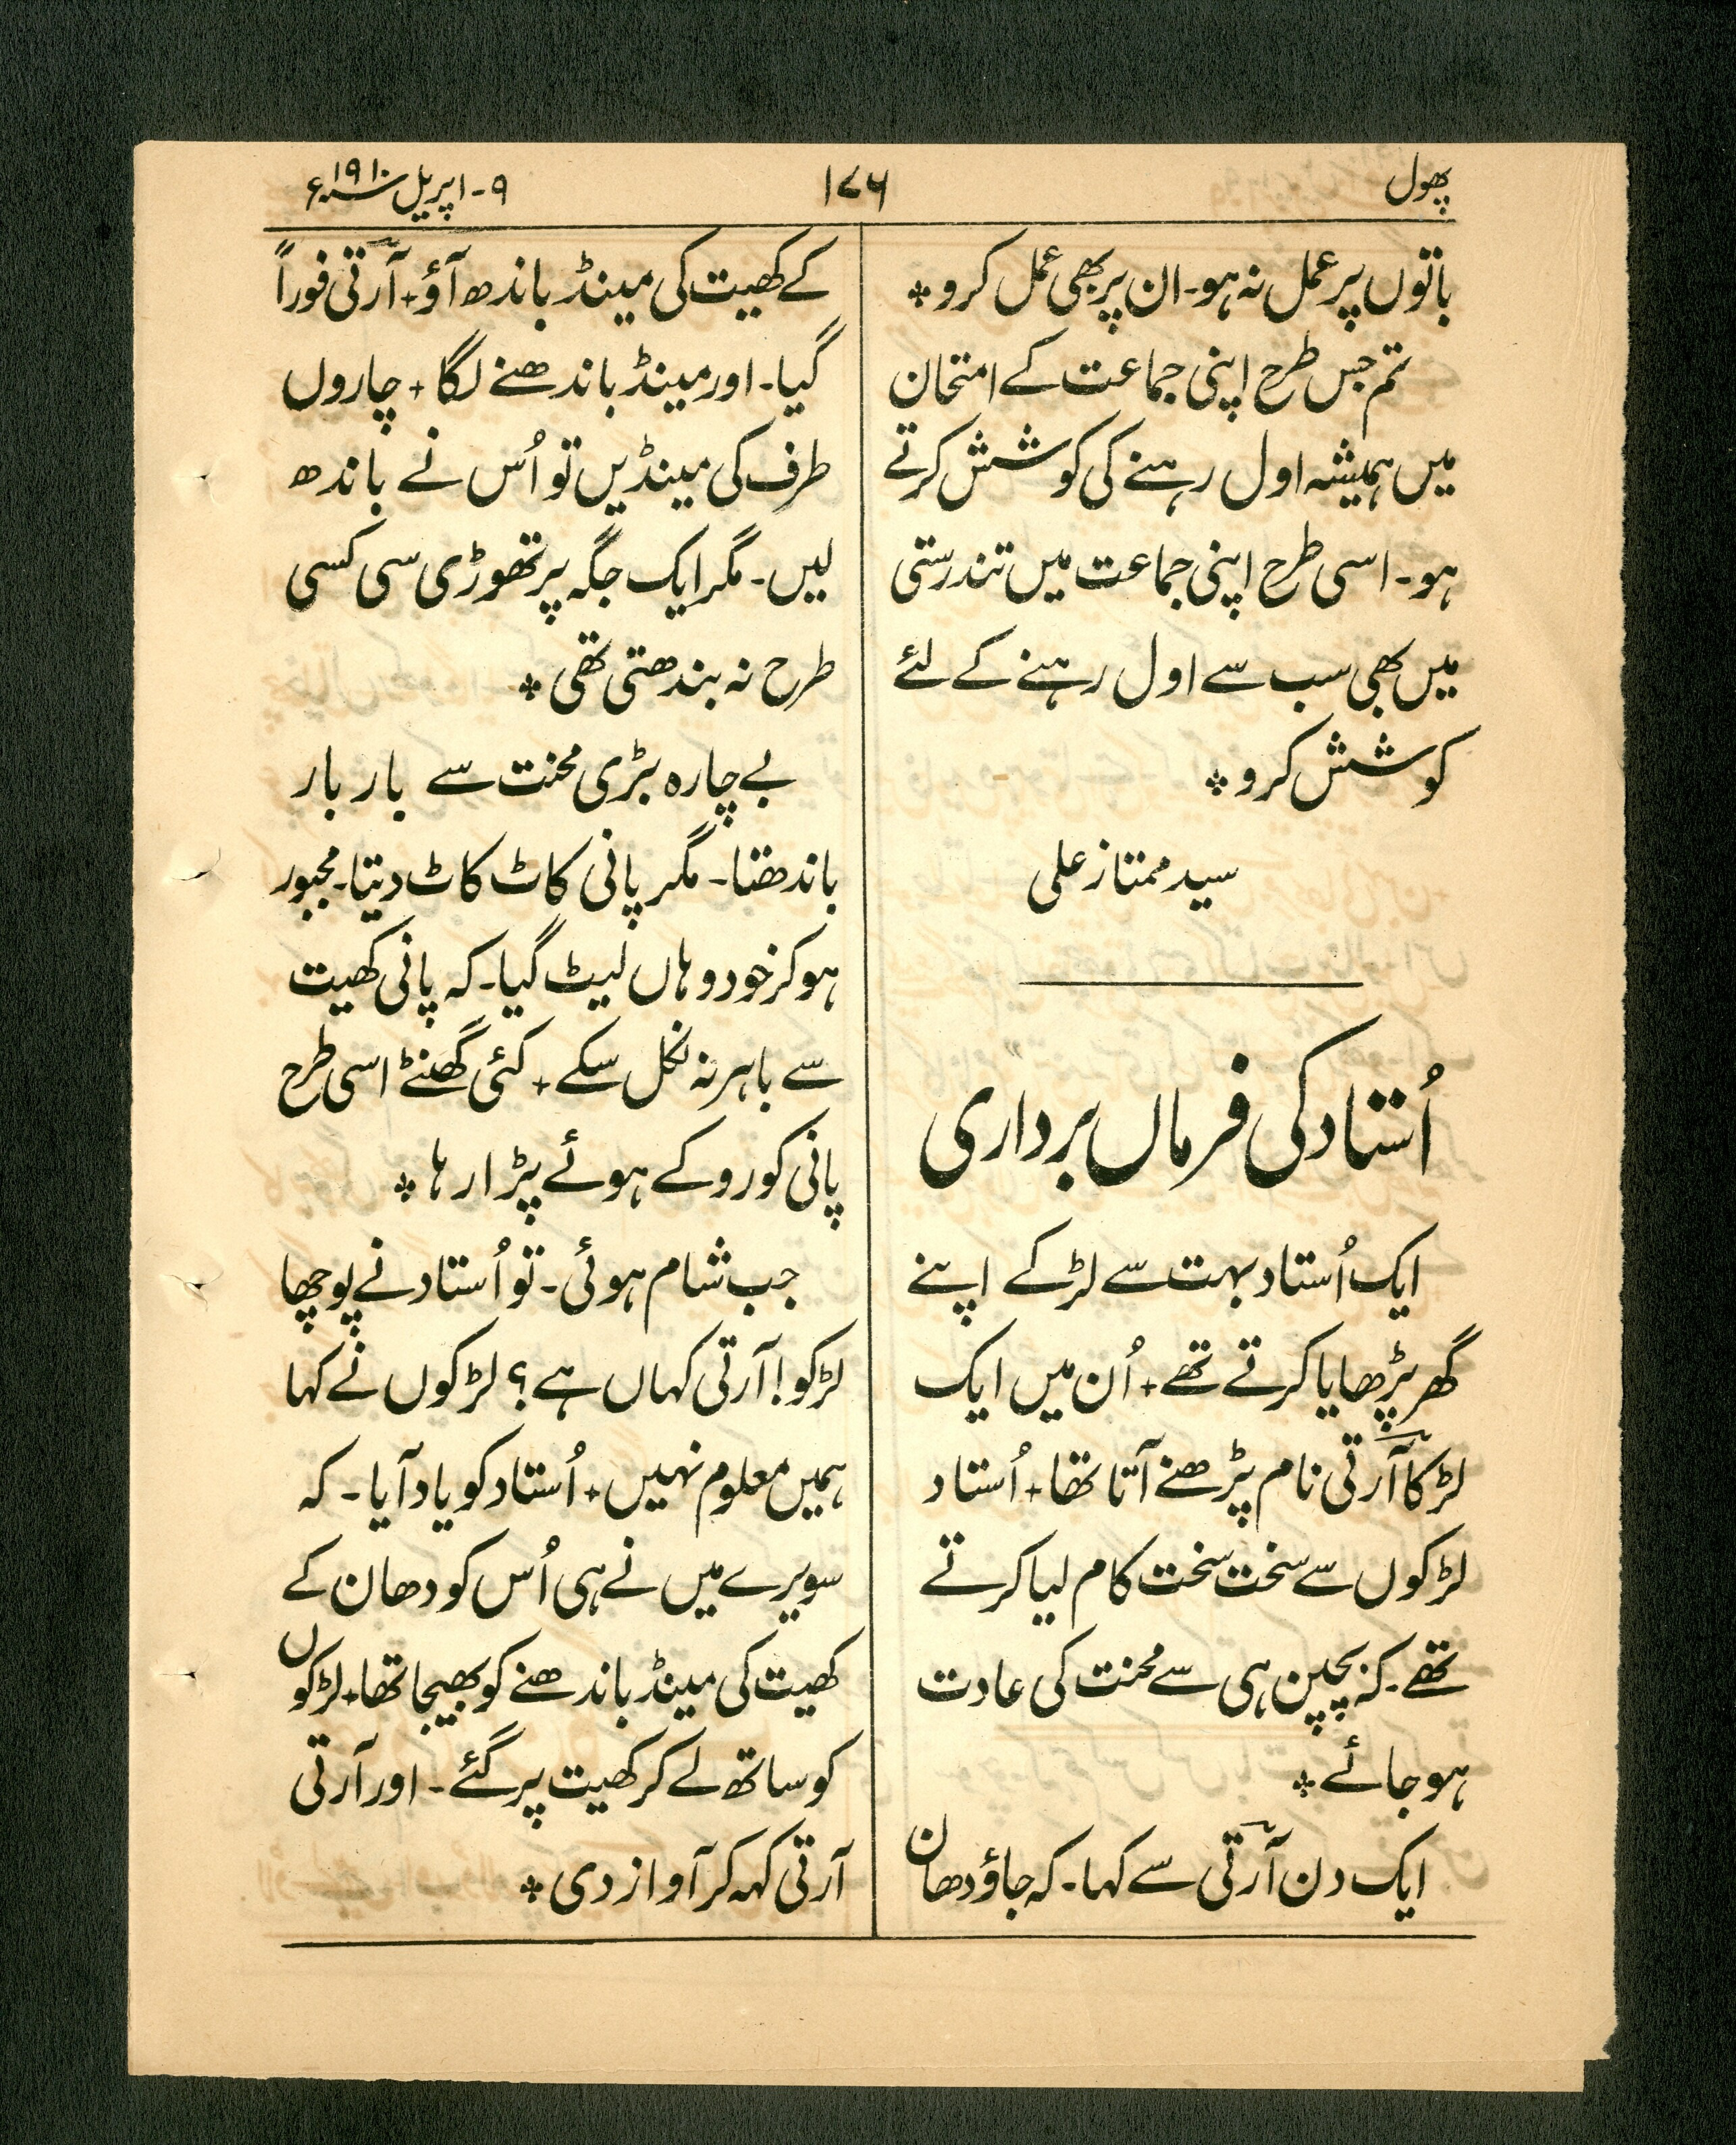 پھول
۱۷۶
۹-اپریل سنہ ۱۹۱۰ء
باتوں پر عمل نہ ہو۔ ان پر بھی عمل کرو٭
تم جس طرح اپنی جماعت کے امتحان
میں ہمیشہ اول رہنے کی کوشش کرتے
ہو۔ اسی طرح اپنی جماعت میں تندرستی
میں بھی سب سے اول رہنے کے لئے
کوشش کرو٭
سید ممتاز علی
اُستاد کی فرماں برداری
ایک اُستاد بہت سے لڑکے اپنے
گھر پڑھایا کرتے تھے+ اُن میں ایک
لڑکا آرتی نام پڑھنے آتا تھا+ اُستاد
لڑکوں سے سخت سخت کام لیا کرتے
تھے۔ کہ بچپن ہی سے محنت کی عادت
ہو جائے٭
ایک دن آرتی سے کہا۔ کہ جاؤ دھان
کے کھیت کی مینڈ باندھ آؤ+ آرتی فوراً
گیا۔ اور مینڈ باندھنے لگا+ چاروں
طرف کی مینڈیں تو اُس نے باندھ
لیں۔ مگر ایک جگہ پر تھوڑی سی کسی
طرح نہ بندھتی تھی٭
بے چارہ بڑی محنت سے بار بار
باندھتا۔ مگر پانی کاٹ کاٹ دیتا۔ مجبور
ہو کر خود وہاں لیٹ گیا۔ کہ پانی کھیت
سے باہر نہ نکل سکے+ کئی گھنٹے اسی طرح
پانی کو روکے ہوئے پڑا رہا٭
جب شام ہوئی۔ تو اُستاد نے پوچھا
لڑکو! آرتی کہاں ہے؟ لڑکوں نے کہا
ہمیں معلوم نہیں+ اُستاد کو یاد آیا۔ کہ
سویرے میں نے ہی اُس کو دھان کے
کھیت کی مینڈ باندھنے کو بھیجا تھا+ لڑکوں
کو ساتھ لے کر کھیت پر گئے۔ اور آرتی
آرتی کہہ کر آواز دی٭